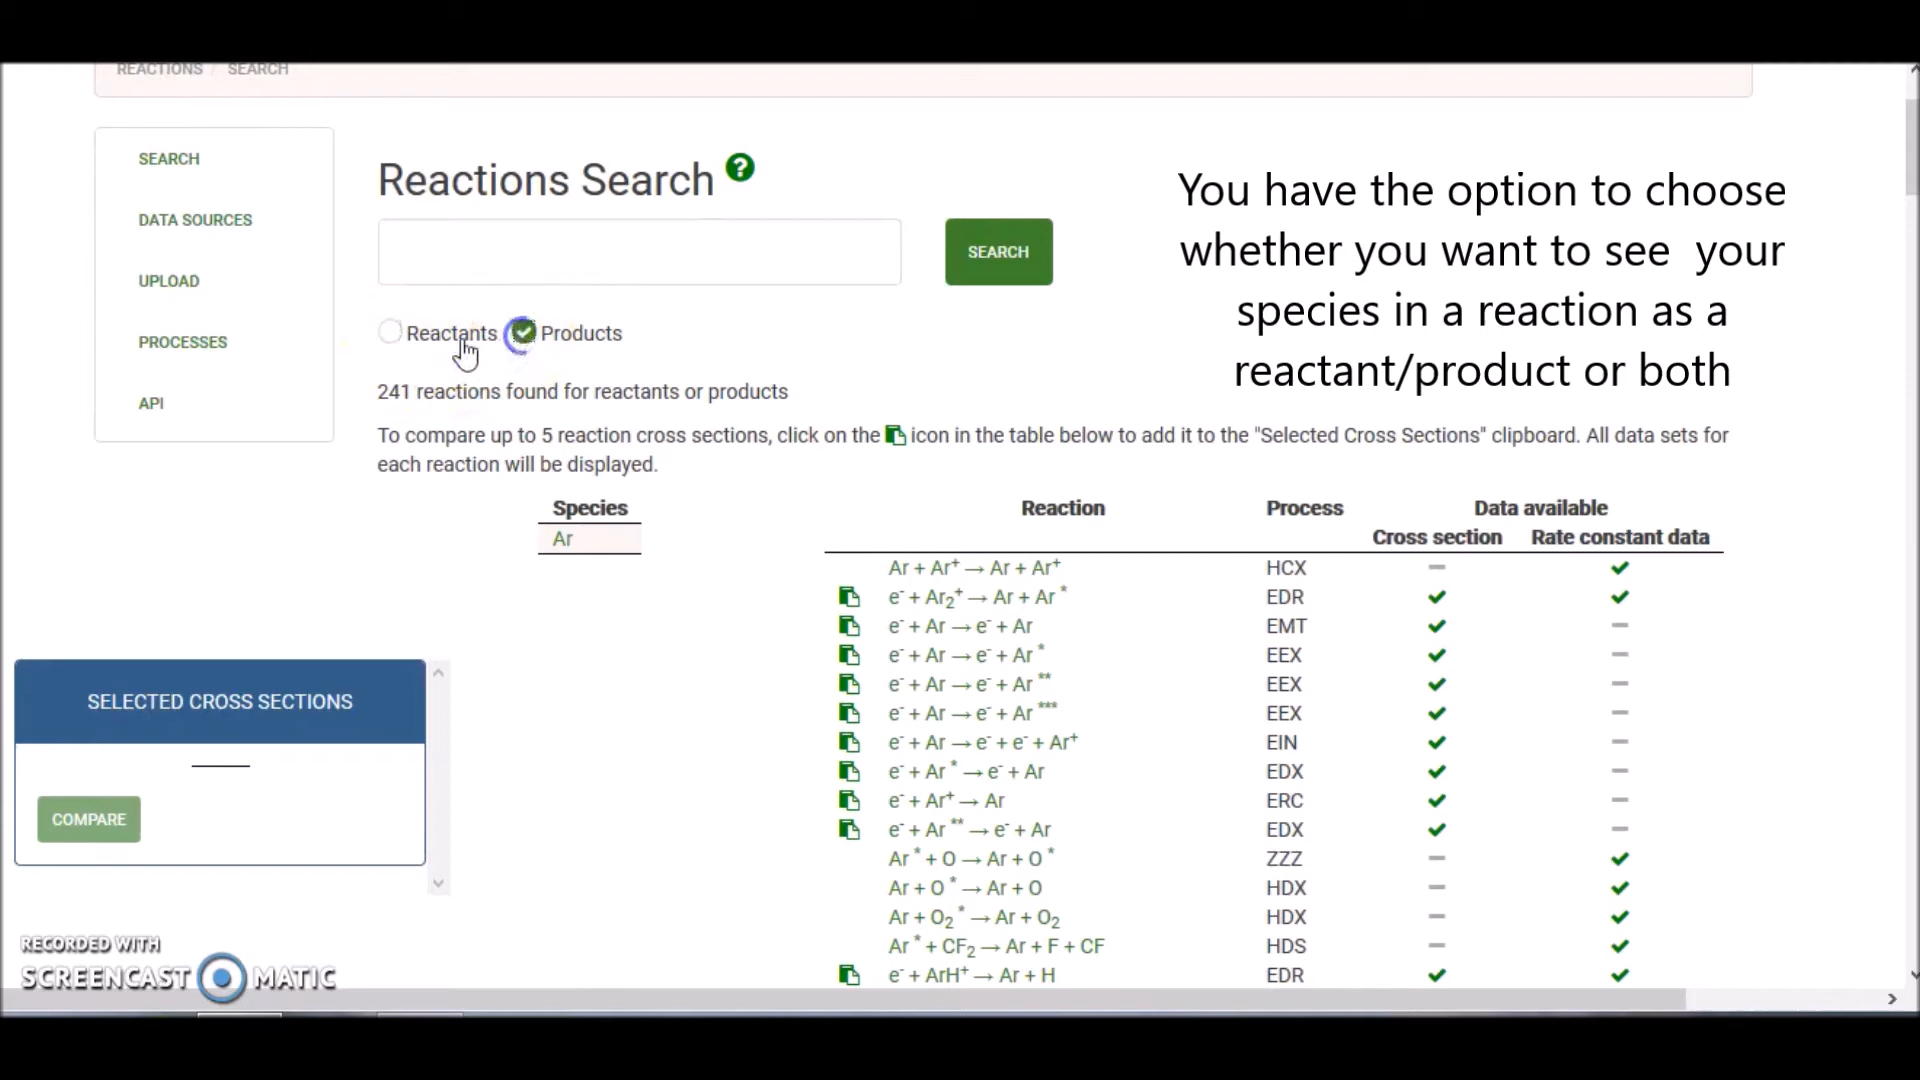 REACTIONS / SEARCH
SEARCH
DATA SOURCES
UPLOAD
PROCESSES
API
Reactions Search ?
SEARCH
Reactants Products
241 reactions found for reactants or products
To compare up to 5 reaction cross sections, click on the icon in the table below to add it to the "Selected Cross Sections" clipboard. All data sets for
each reaction will be displayed.
You have the option to choose
whether you want to see your
species in a reaction as a
reactant/product or both
Species
Ar
Reaction Process Data available
Cross section Rate constant data
Ar + Ar⁺ → Ar + Ar⁺ HCX – ✔
e⁻ + Ar₂⁺ → Ar + Ar * EDR ✔ ✔
e⁻ + Ar → e⁻ + Ar EMT ✔ –
e⁻ + Ar → e⁻ + Ar * EEX ✔ –
e⁻ + Ar → e⁻ + Ar ** EEX ✔ –
e⁻ + Ar → e⁻ + Ar *** EEX ✔ –
e⁻ + Ar → e⁻ + e⁻ + Ar⁺ EIN ✔ –
e⁻ + Ar * → e⁻ + Ar EDX ✔ –
e⁻ + Ar⁺ → Ar ERC ✔ –
e⁻ + Ar ** → e⁻ + Ar EDX ✔ –
Ar * + O → Ar + O * ZZZ – ✔
Ar + O * → Ar + O HDX – ✔
Ar + O₂ * → Ar + O₂ HDX – ✔
Ar * + CF₂ → Ar + F + CF HDS – ✔
e⁻ + ArH⁺ → Ar + H EDR ✔ ✔
SELECTED CROSS SECTIONS
COMPARE
RECORDED WITH
SCREENCAST MATIC